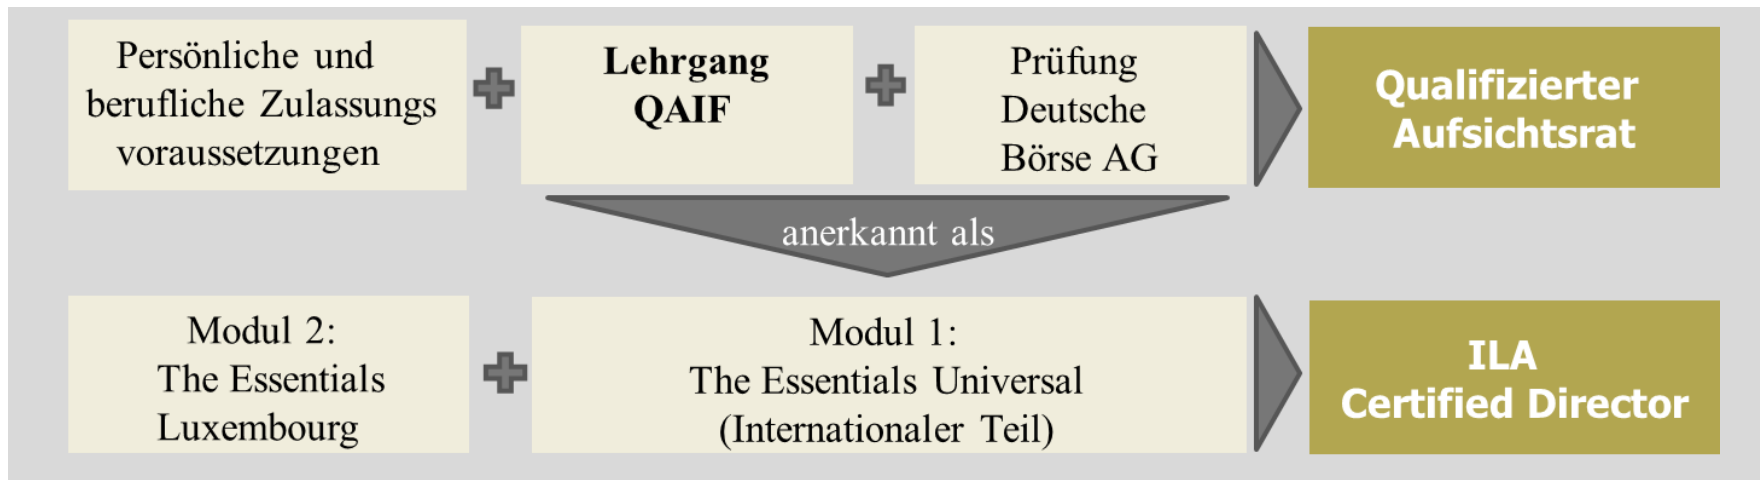 Persönliche und
berufliche Zulassungs
voraussetzungen
Lehrgang
QAIF
Prüfung
Deutsche
Börse AG
Qualifizierter
Aufsichtsrat
anerkannt als
Modul 2:
The Essentials
Luxembourg
Modul 1:
The Essentials Universal
(Internationaler Teil)
ILA
Certified Director